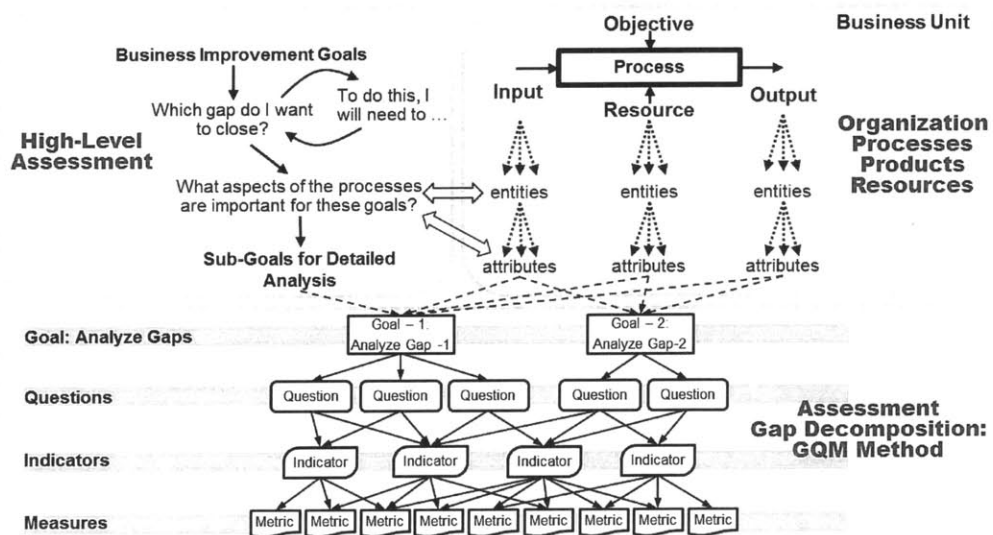 Objective
Business Unit
Business Improvement Goals
Process
Which gap do I want
to close?
To do this, I
will need to ...
Input
Output
Resource
High-Level
Assessment
Organization
Processes
Products
Resources
What aspects of the processes
are important for these goals?
entities
entities
entities
Sub-Goals for Detailed
Analysis
attributes
attributes
attributes
Goal: Analyze Gaps
Goal – 1:
Analyze Gap -1
Goal – 2:
Analyze Gap-2
Questions
Question
Question
Question
Question
Question
Assessment
Gap Decomposition:
GQM Method
Indicators
Indicator
Indicator
Indicator
Indicator
Measures
Metric
Metric
Metric
Metric
Metric
Metric
Metric
Metric
Metric